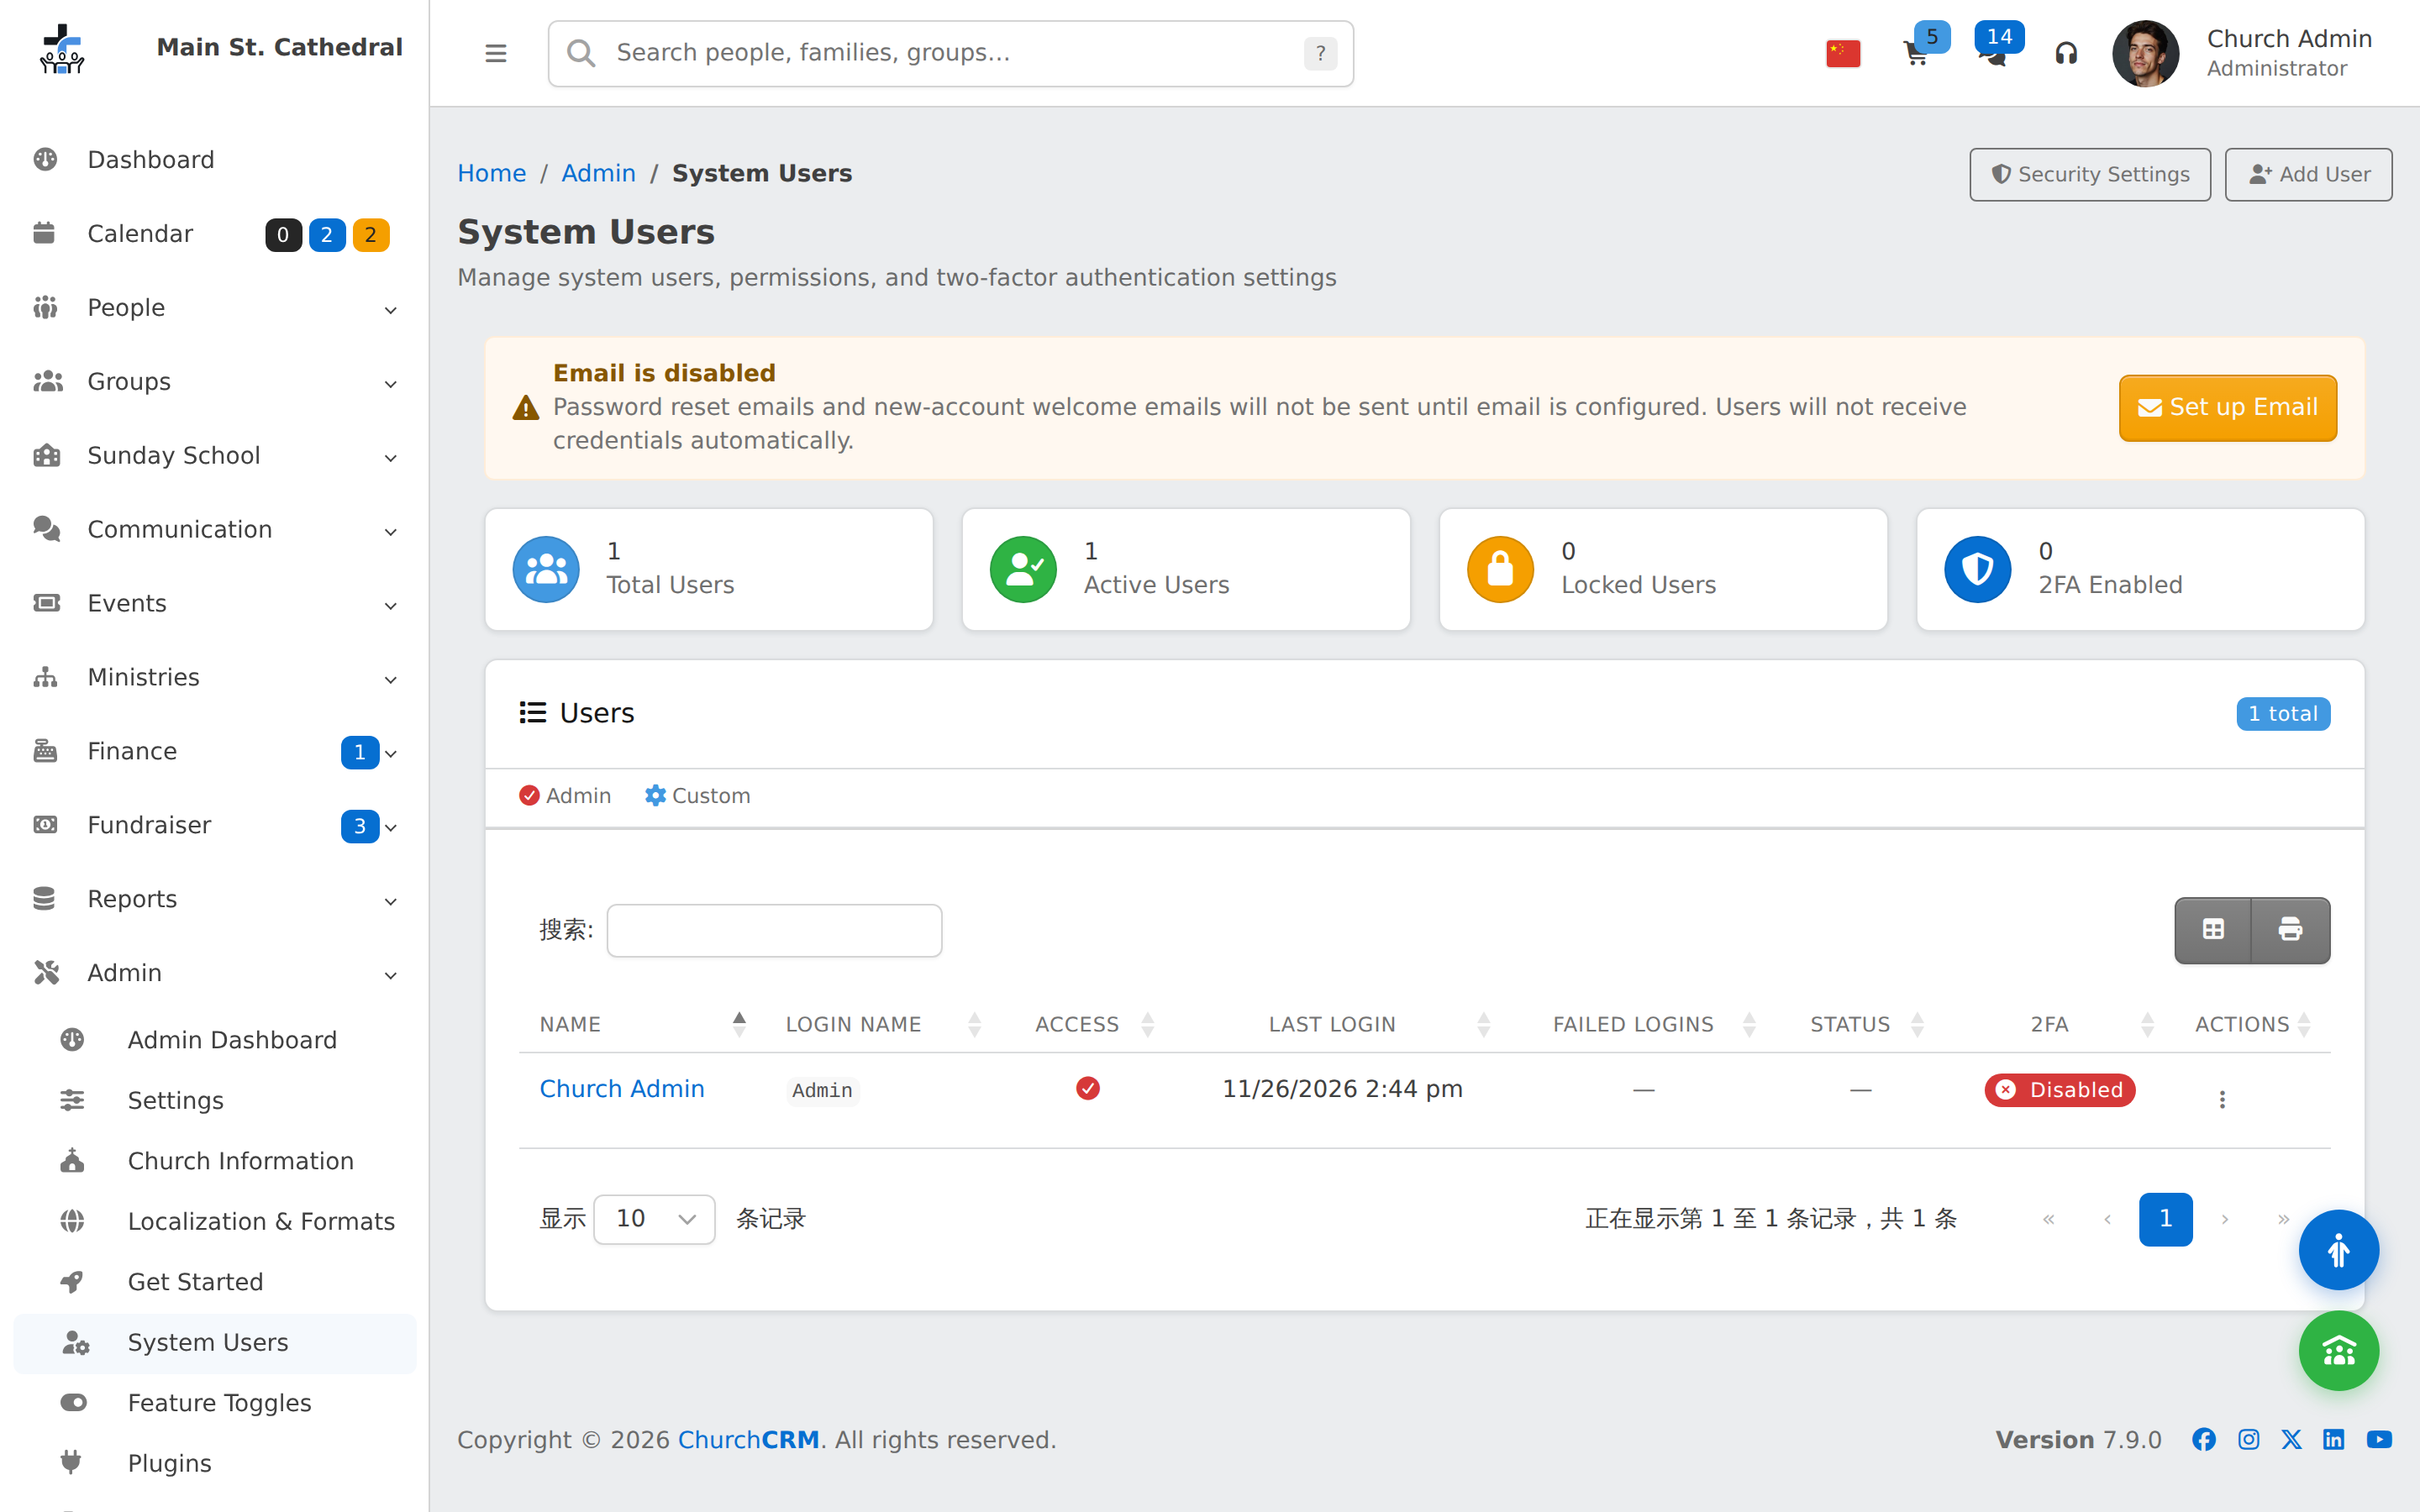 Main St. Cathedral
Search people, families, groups...
?
5
14
Church Admin
Administrator
Dashboard
Calendar
0
2
2
People
Groups
Sunday School
Communication
Events
Ministries
Finance
1
Fundraiser
3
Reports
Admin
Admin Dashboard
Settings
Church Information
Localization & Formats
Get Started
System Users
Feature Toggles
Plugins
Home / Admin / System Users
Security Settings
Add User
System Users
Manage system users, permissions, and two-factor authentication settings
Email is disabled
Password reset emails and new-account welcome emails will not be sent until email is configured. Users will not receive
credentials automatically.
Set up Email
1
Total Users
1
Active Users
0
Locked Users
0
2FA Enabled
Users
1 total
Admin
Custom
搜索:
NAME LOGIN NAME ACCESS LAST LOGIN FAILED LOGINS STATUS 2FA ACTIONS
Church Admin Admin 11/26/2026 2:44 pm — — Disabled
显示 10 条记录
正在显示第 1 至 1 条记录，共 1 条
« ‹ 1 › »
Copyright © 2026 ChurchCRM. All rights reserved.
Version 7.9.0